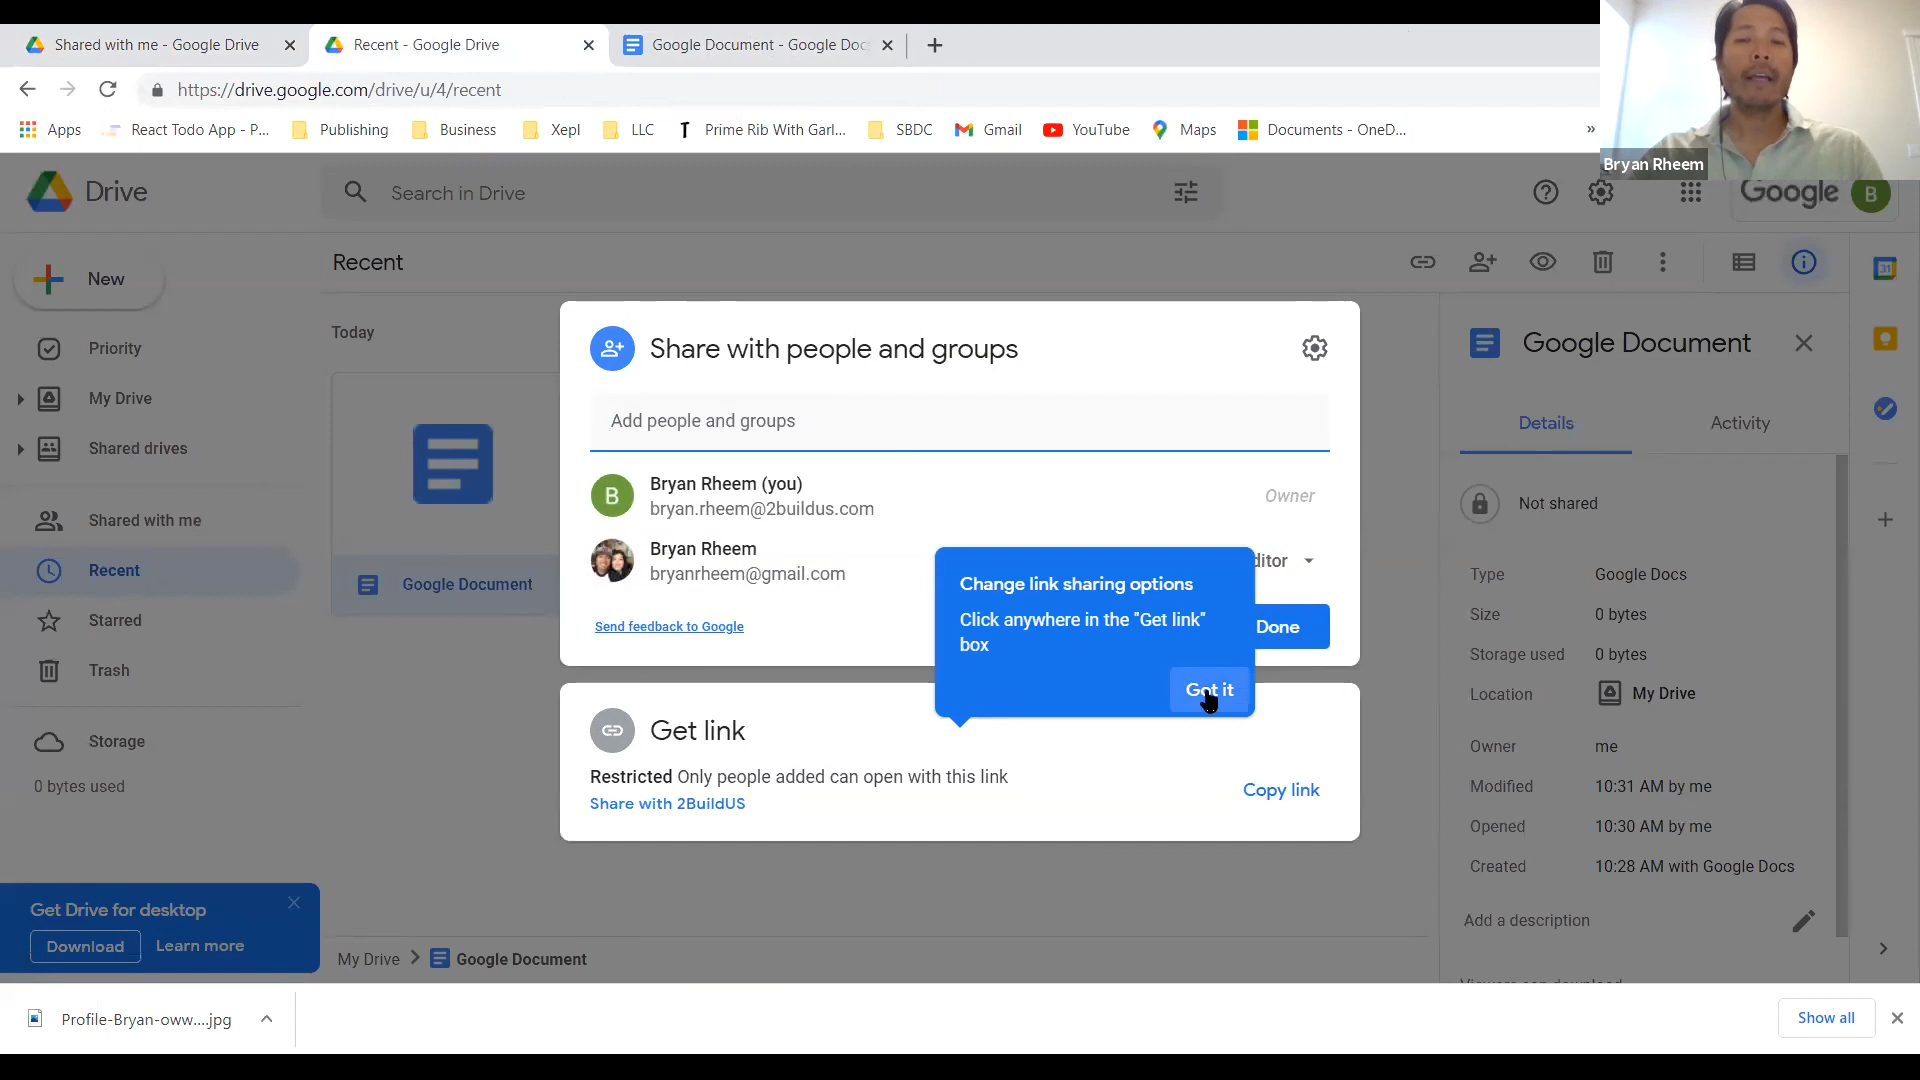 Shared with me - Google Drive
Recent - Google Drive
Google Document - Google Doc
https://drive.google.com/drive/u/4/recent
Apps
React Todo App - P...
Publishing
Business
Xepl
LLC
Prime Rib With Garl...
SBDC
Gmail
YouTube
Maps
Documents - OneD...
»
Bryan Rheem
Drive
Search in Drive
Google
B
New
Recent
Priority
My Drive
Shared drives
Shared with me
Recent
Starred
Trash
Storage
0 bytes used
Today
Google Document
Share with people and groups
Add people and groups
B
Bryan Rheem (you)
bryan.rheem@2buildus.com
Owner
Bryan Rheem
bryanrheem@gmail.com
ditor
Send feedback to Google
Done
Change link sharing options
Click anywhere in the "Get link"
box
Got it
Get link
Restricted Only people added can open with this link
Share with 2BuildUS
Copy link
Google Document
Details
Activity
Not shared
Type Google Docs
Size 0 bytes
Storage used 0 bytes
Location My Drive
Owner me
Modified 10:31 AM by me
Opened 10:30 AM by me
Created 10:28 AM with Google Docs
Add a description
Viewers can download
31
Get Drive for desktop
Download
Learn more
My Drive
Google Document
Profile-Bryan-oww....jpg
Show all